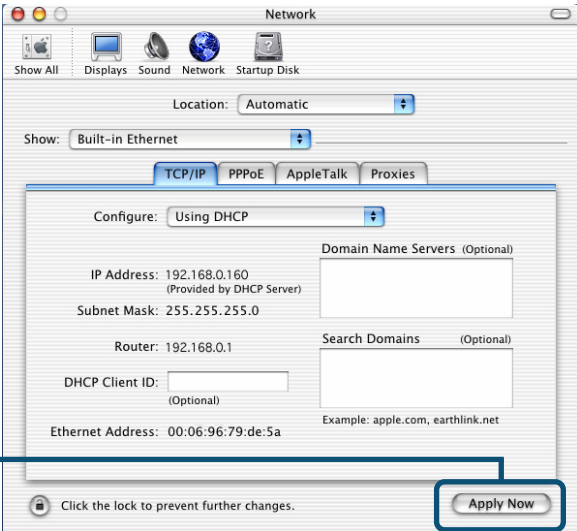 Network
Show All Displays Sound Network Startup Disk
Location: Automatic
Show: Built-in Ethernet
TCP/IP PPPoE AppleTalk Proxies
Configure: Using DHCP
Domain Name Servers (Optional)
IP Address: 192.168.0.160
(Provided by DHCP Server)
Subnet Mask: 255.255.255.0
Search Domains (Optional)
Router: 192.168.0.1
DHCP Client ID:
(Optional)
Example: apple.com, earthlink.net
Ethernet Address: 00:06:96:79:de:5a
Click the lock to prevent further changes.
Apply Now